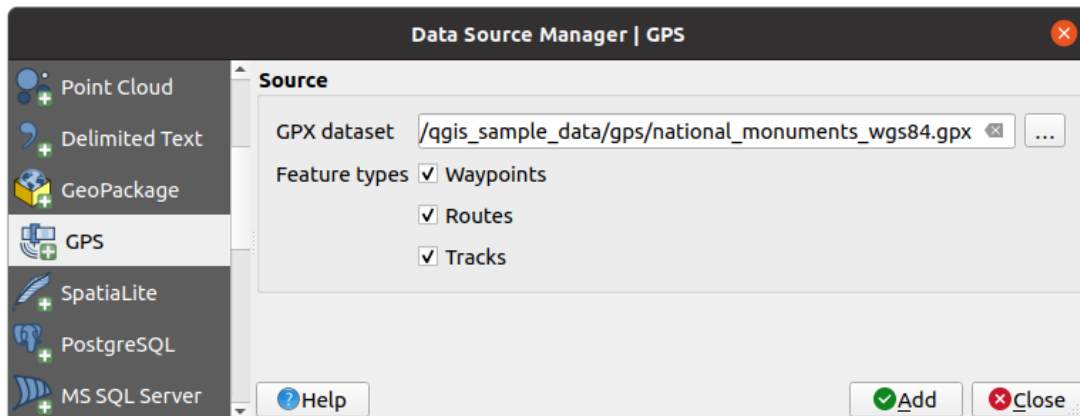 Data Source Manager | GPS
Point Cloud
Delimited Text
GeoPackage
GPS
SpatiaLite
PostgreSQL
MS SQL Server
Source
GPX dataset /qgis_sample_data/gps/national_monuments_wgs84.gpx ...
Feature types Waypoints
Routes
Tracks
Help Add Close